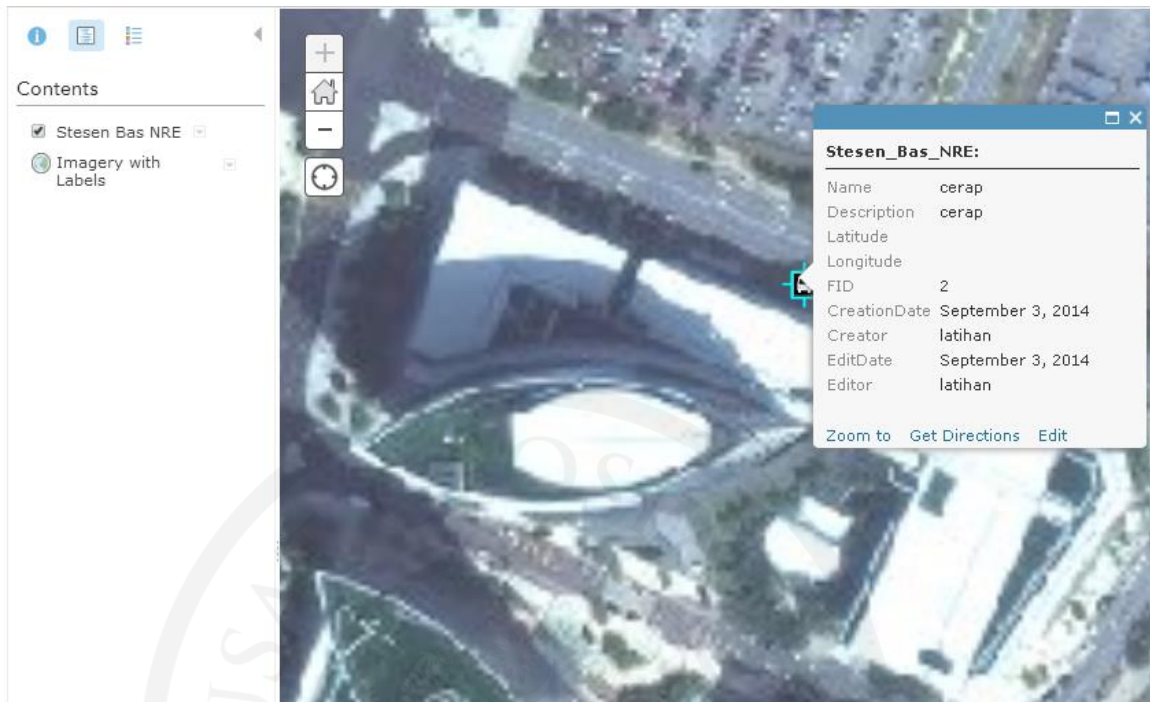 Contents
Stesen Bas NRE
Imagery with
Labels
Stesen_Bas_NRE:
Name cerap
Description cerap
Latitude
Longitude
FID 2
CreationDate September 3, 2014
Creator latihan
EditDate September 3, 2014
Editor latihan
Zoom to Get Directions Edit